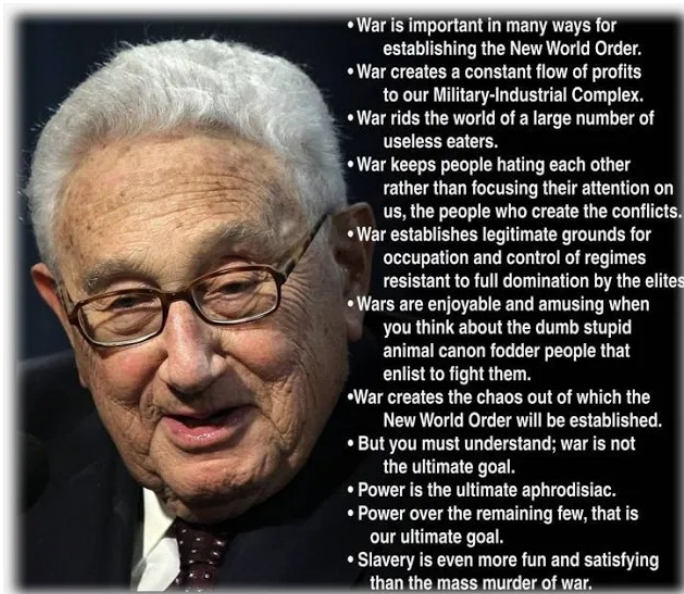 • War is important in many ways for
establishing the New World Order.
• War creates a constant flow of profits
to our Military-Industrial Complex.
• War rids the world of a large number of
useless eaters.
• War keeps people hating each other
rather than focusing their attention on
us, the people who create the conflicts.
• War establishes legitimate grounds for
occupation and control of regimes
resistant to full domination by the elites
• Wars are enjoyable and amusing when
you think about the dumb stupid
animal canon fodder people that
enlist to fight them.
•War creates the chaos out of which the
New World Order will be established.
• But you must understand; war is not
the ultimate goal.
• Power is the ultimate aphrodisiac.
• Power over the remaining few, that is
our ultimate goal.
• Slavery is even more fun and satisfying
than the mass murder of war.